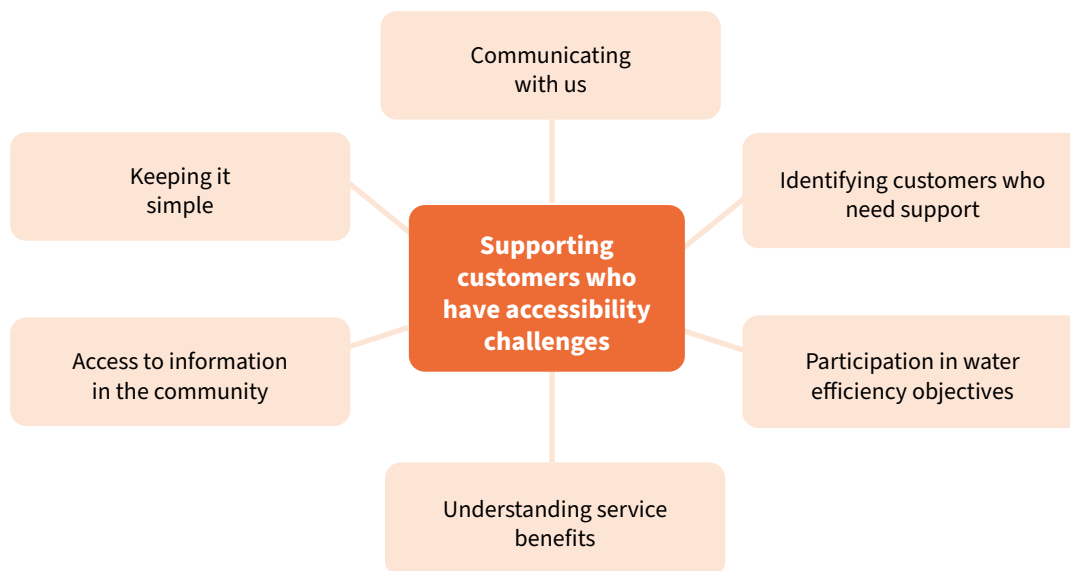 Communicating
with us
Keeping it
simple
Identifying customers who
need support
Supporting
customers who
have accessibility
challenges
Access to information
in the community
Participation in water
efficiency objectives
Understanding service
benefits